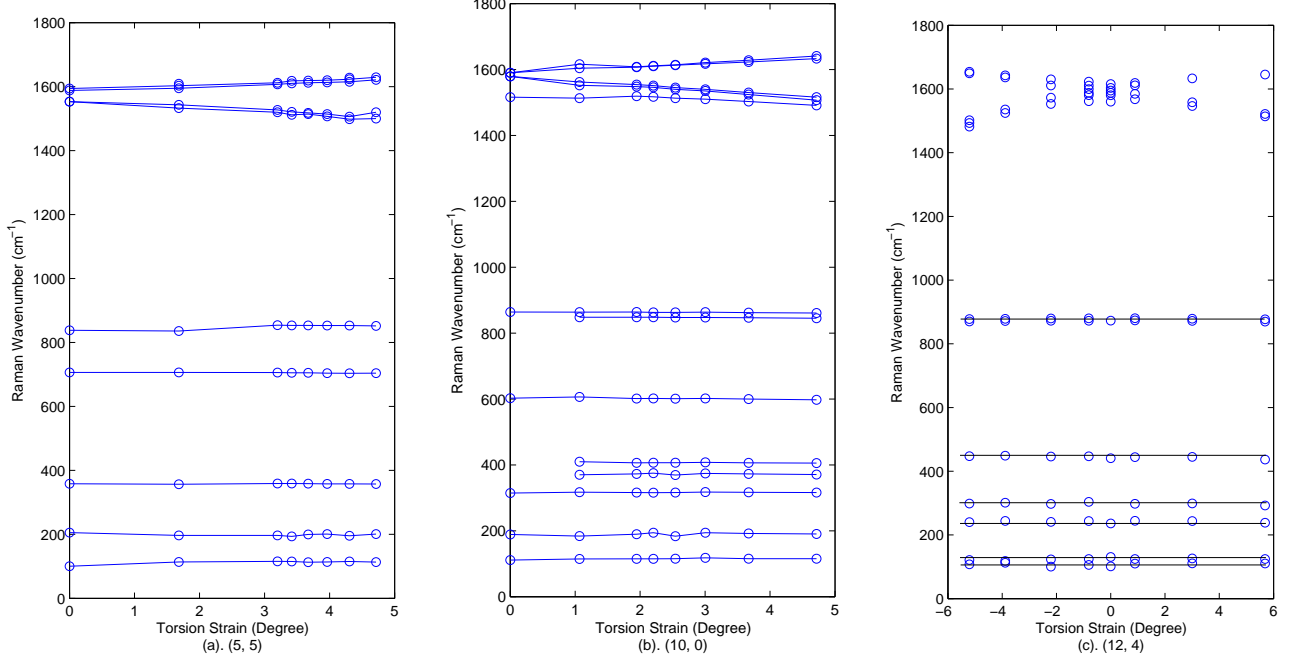 1800
1600
1400
1200
1000
800
600
400
200
0
Raman Wavenumber (cm−1)
0 1 2 3 4 5
Torsion Strain (Degree)
(a). (5, 5)
1800
1600
1400
1200
1000
800
600
400
200
0
Raman Wavenumber (cm−1)
0 1 2 3 4 5
Torsion Strain (Degree)
(b). (10, 0)
1800
1600
1400
1200
1000
800
600
400
200
0
Raman Wavenumber (cm−1)
−6 −4 −2 0 2 4 6
Torsion Strain (Degree)
(c). (12, 4)